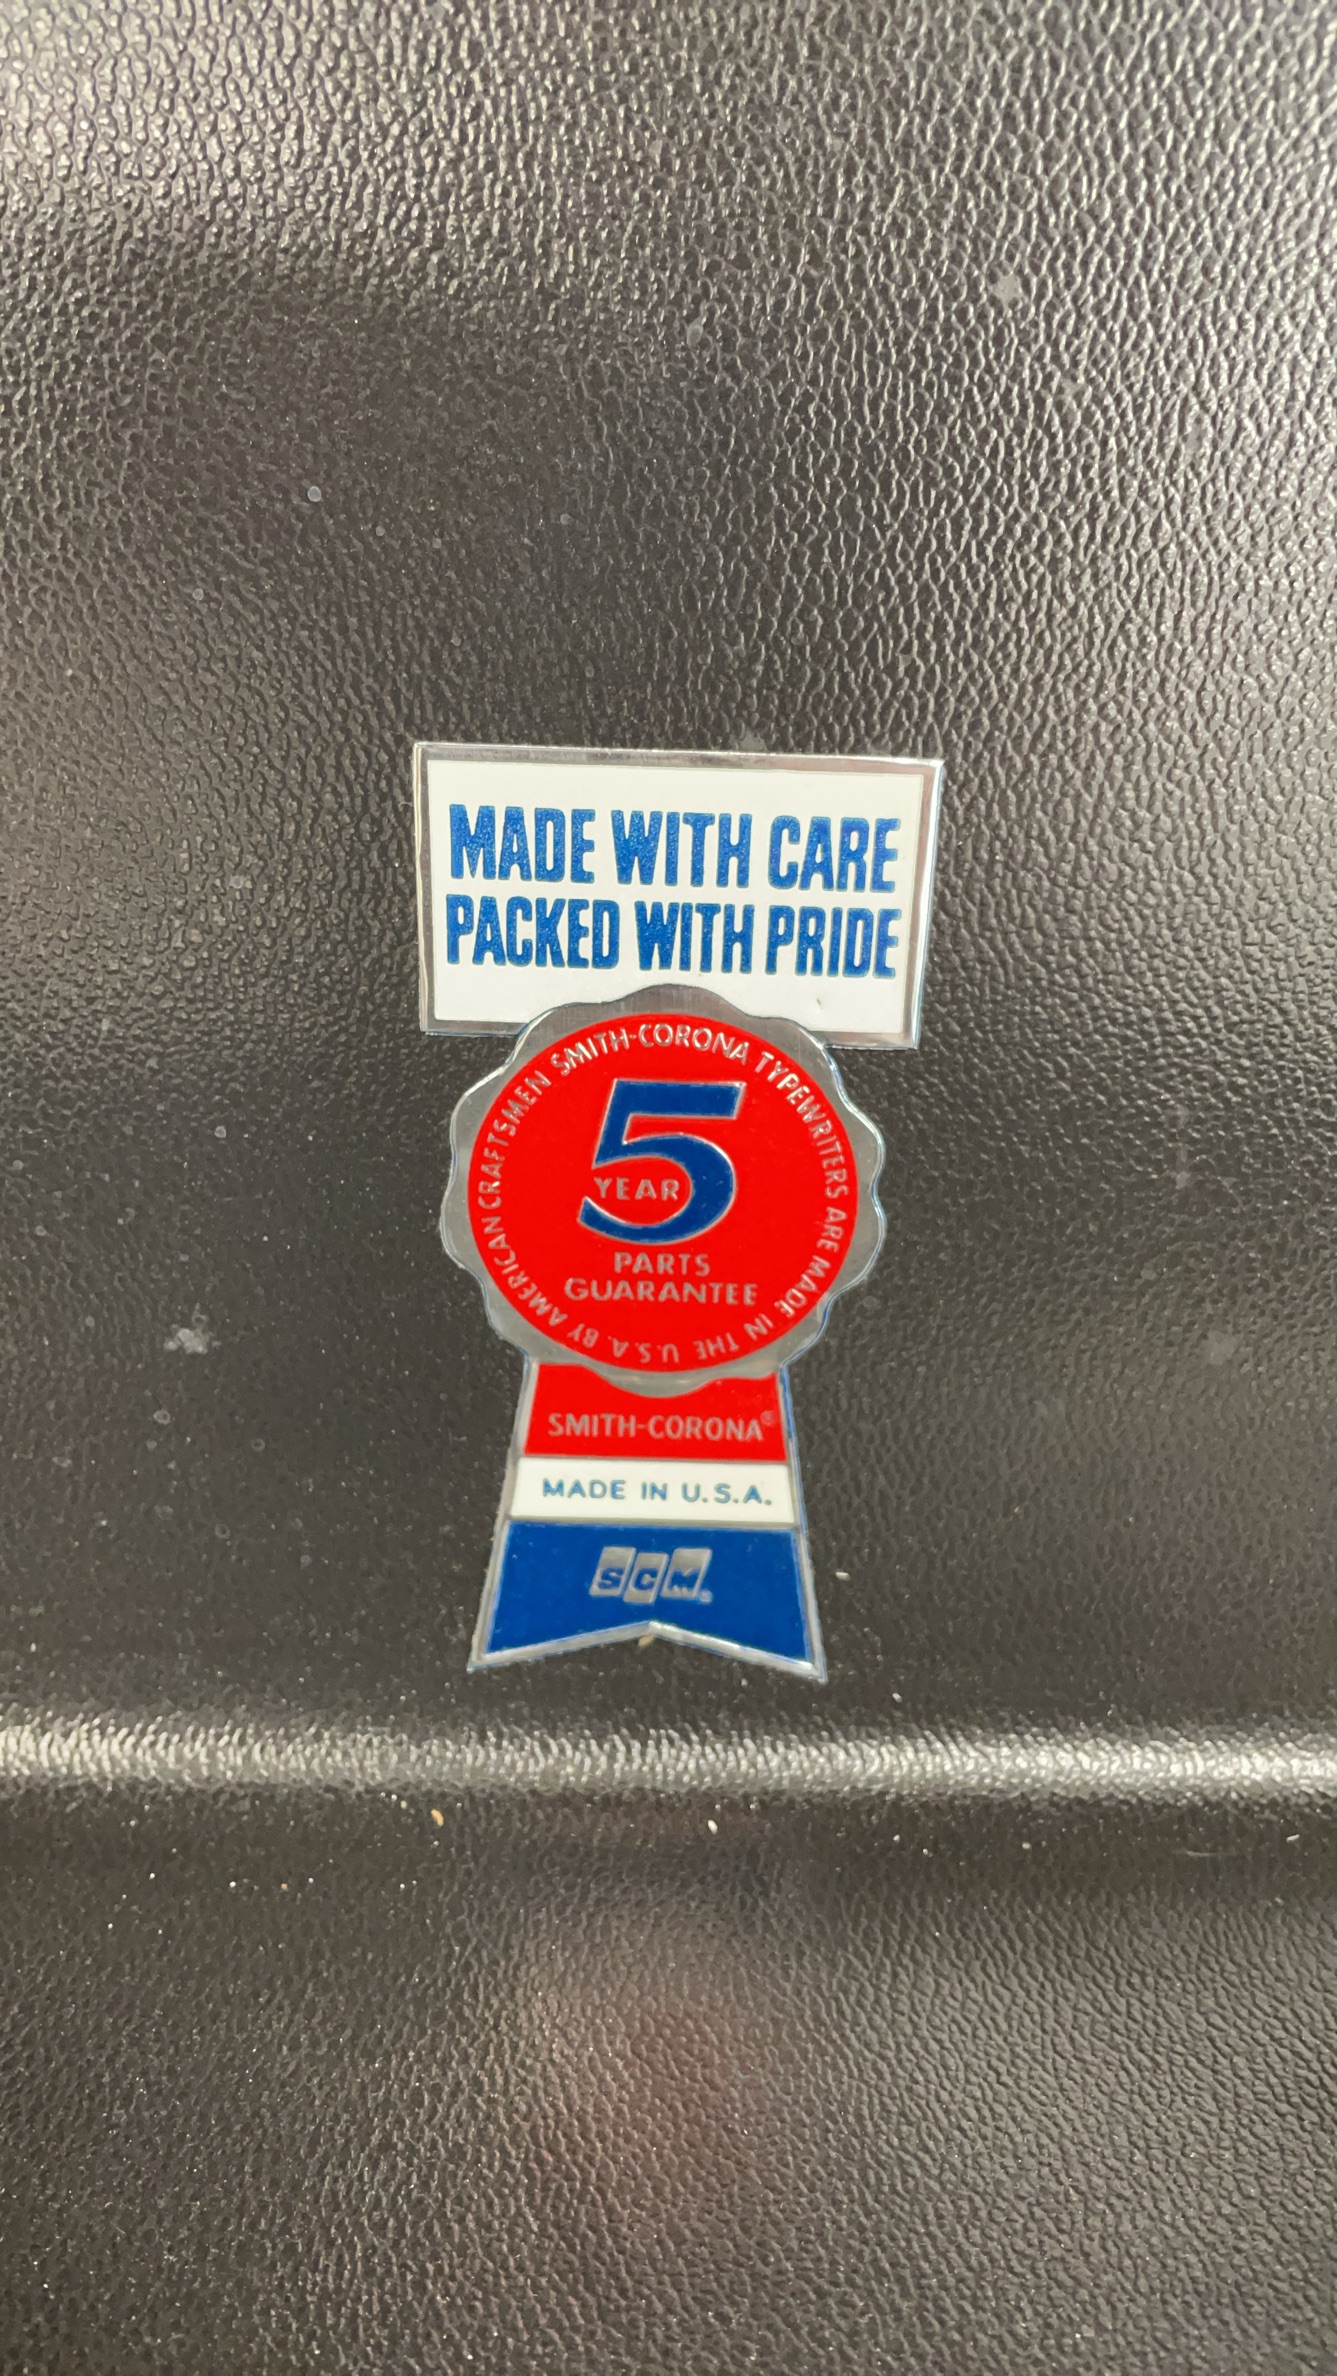 MADE WITH CARE
PACKED WITH PRIDE
SMITH-CORONA TYPEWRITERS ARE MADE IN THE U.S.A. BY AMERICAN CRAFTSMEN
5
YEAR
PARTS
GUARANTEE
SMITH-CORONA®
MADE IN U.S.A.
SCM®